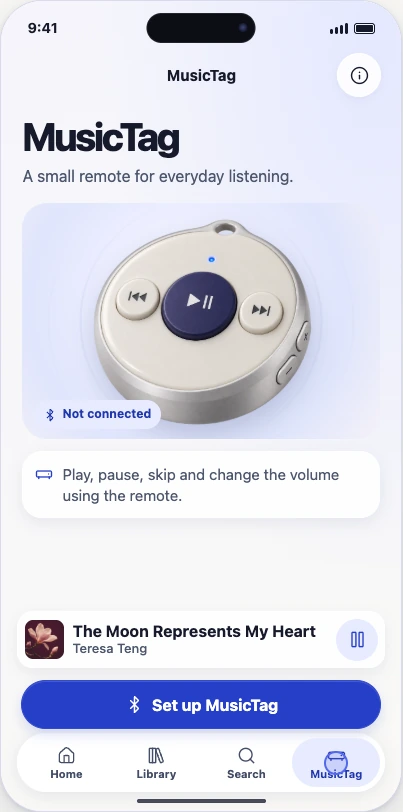 9:41
MusicTag
MusicTag
A small remote for everyday listening.
Not connected
Play, pause, skip and change the volume
using the remote.
The Moon Represents My Heart
Teresa Teng
Set up MusicTag
Home
Library
Search
MusicTag